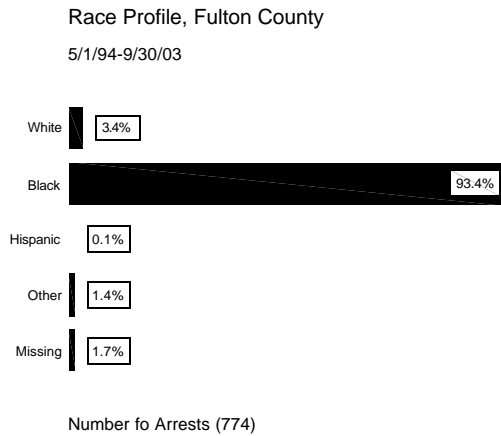 Race Profile, Fulton County
5/1/94-9/30/03
White 3.4%
Black 93.4%
Hispanic 0.1%
Other 1.4%
Missing 1.7%
Number fo Arrests (774)